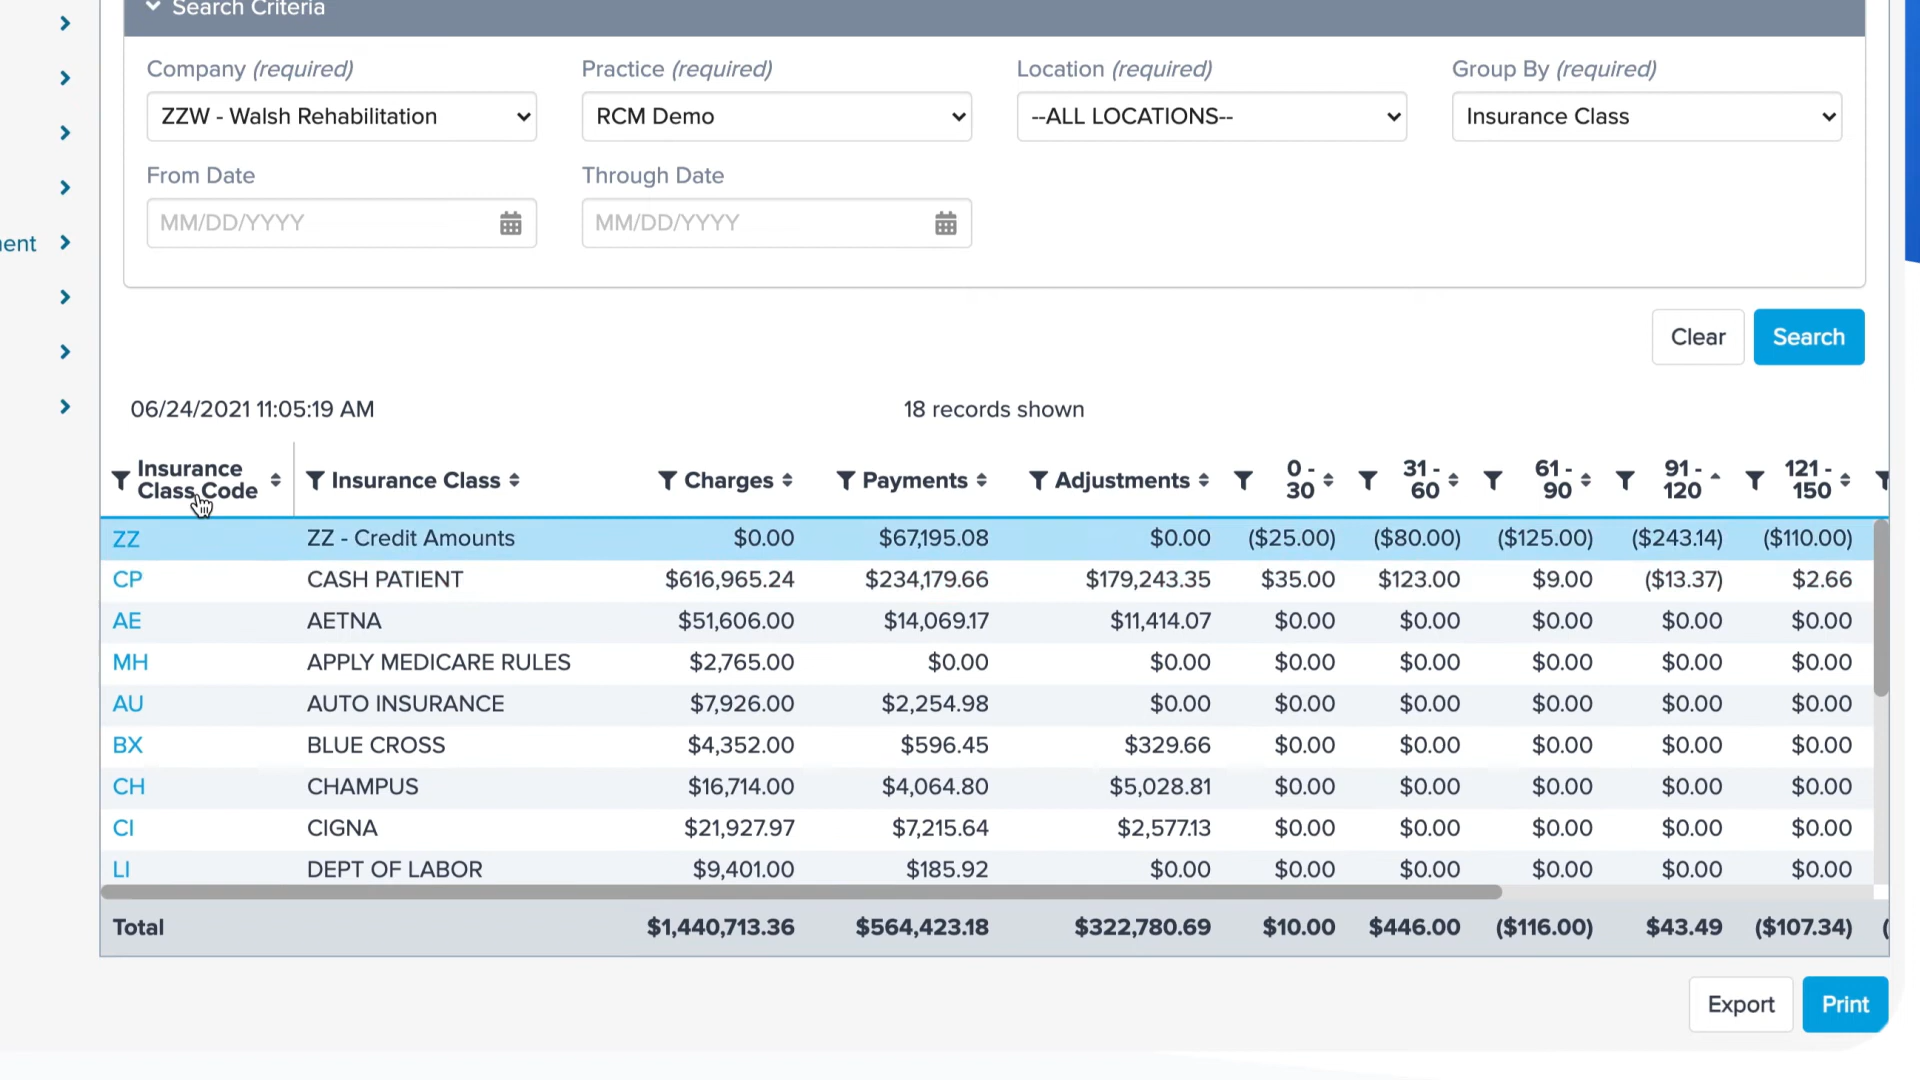 Search Criteria
Company (required) Practice (required) Location (required) Group By (required)
ZZW - Walsh Rehabilitation RCM Demo --ALL LOCATIONS-- Insurance Class
From Date Through Date
MM/DD/YYYY MM/DD/YYYY
ent
Clear Search
06/24/2021 11:05:19 AM 18 records shown
Insurance Class Code Insurance Class Charges Payments Adjustments 0 - 30 31 - 60 61 - 90 91 - 120 121 - 150
ZZ ZZ - Credit Amounts $0.00 $67,195.08 $0.00 ($25.00) ($80.00) ($125.00) ($243.14) ($110.00)
CP CASH PATIENT $616,965.24 $234,179.66 $179,243.35 $35.00 $123.00 $9.00 ($13.37) $2.66
AE AETNA $51,606.00 $14,069.17 $11,414.07 $0.00 $0.00 $0.00 $0.00 $0.00
MH APPLY MEDICARE RULES $2,765.00 $0.00 $0.00 $0.00 $0.00 $0.00 $0.00 $0.00
AU AUTO INSURANCE $7,926.00 $2,254.98 $0.00 $0.00 $0.00 $0.00 $0.00 $0.00
BX BLUE CROSS $4,352.00 $596.45 $329.66 $0.00 $0.00 $0.00 $0.00 $0.00
CH CHAMPUS $16,714.00 $4,064.80 $5,028.81 $0.00 $0.00 $0.00 $0.00 $0.00
CI CIGNA $21,927.97 $7,215.64 $2,577.13 $0.00 $0.00 $0.00 $0.00 $0.00
LI DEPT OF LABOR $9,401.00 $185.92 $0.00 $0.00 $0.00 $0.00 $0.00 $0.00
Total $1,440,713.36 $564,423.18 $322,780.69 $10.00 $446.00 ($116.00) $43.49 ($107.34) (
Export Print